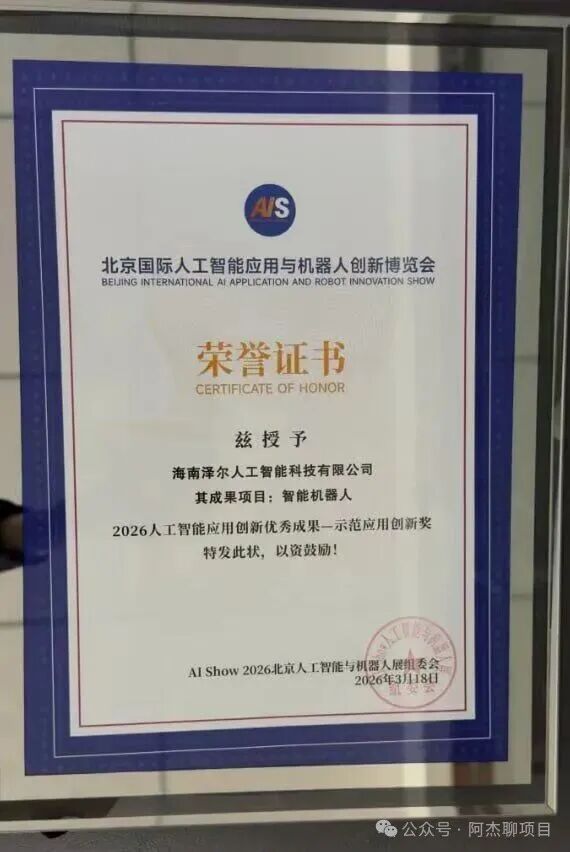 AIS
北京国际人工智能应用与机器人创新博览会
BEIJING INTERNATIONAL AI APPLICATION AND ROBOT INNOVATION SHOW
荣誉证书
CERTIFICATE OF HONOR
兹授予
海南泽尔人工智能科技有限公司
其成果项目：智能机器人
2026人工智能应用创新优秀成果—示范应用创新奖
特发此状，以资鼓励！
AI Show 2026北京人工智能与机器人展组委会
2026年3月18日
公众号·阿杰聊项目